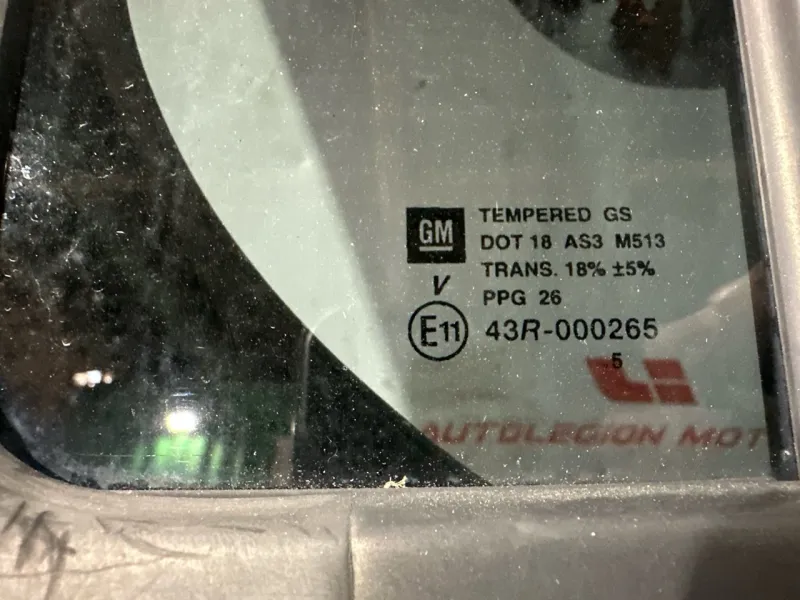 GM
TEMPERED GS
DOT 18 AS3 M513
TRANS. 18% ±5%
V
PPG 26
E11 43R-000265
5
AUTOLEGION MOT